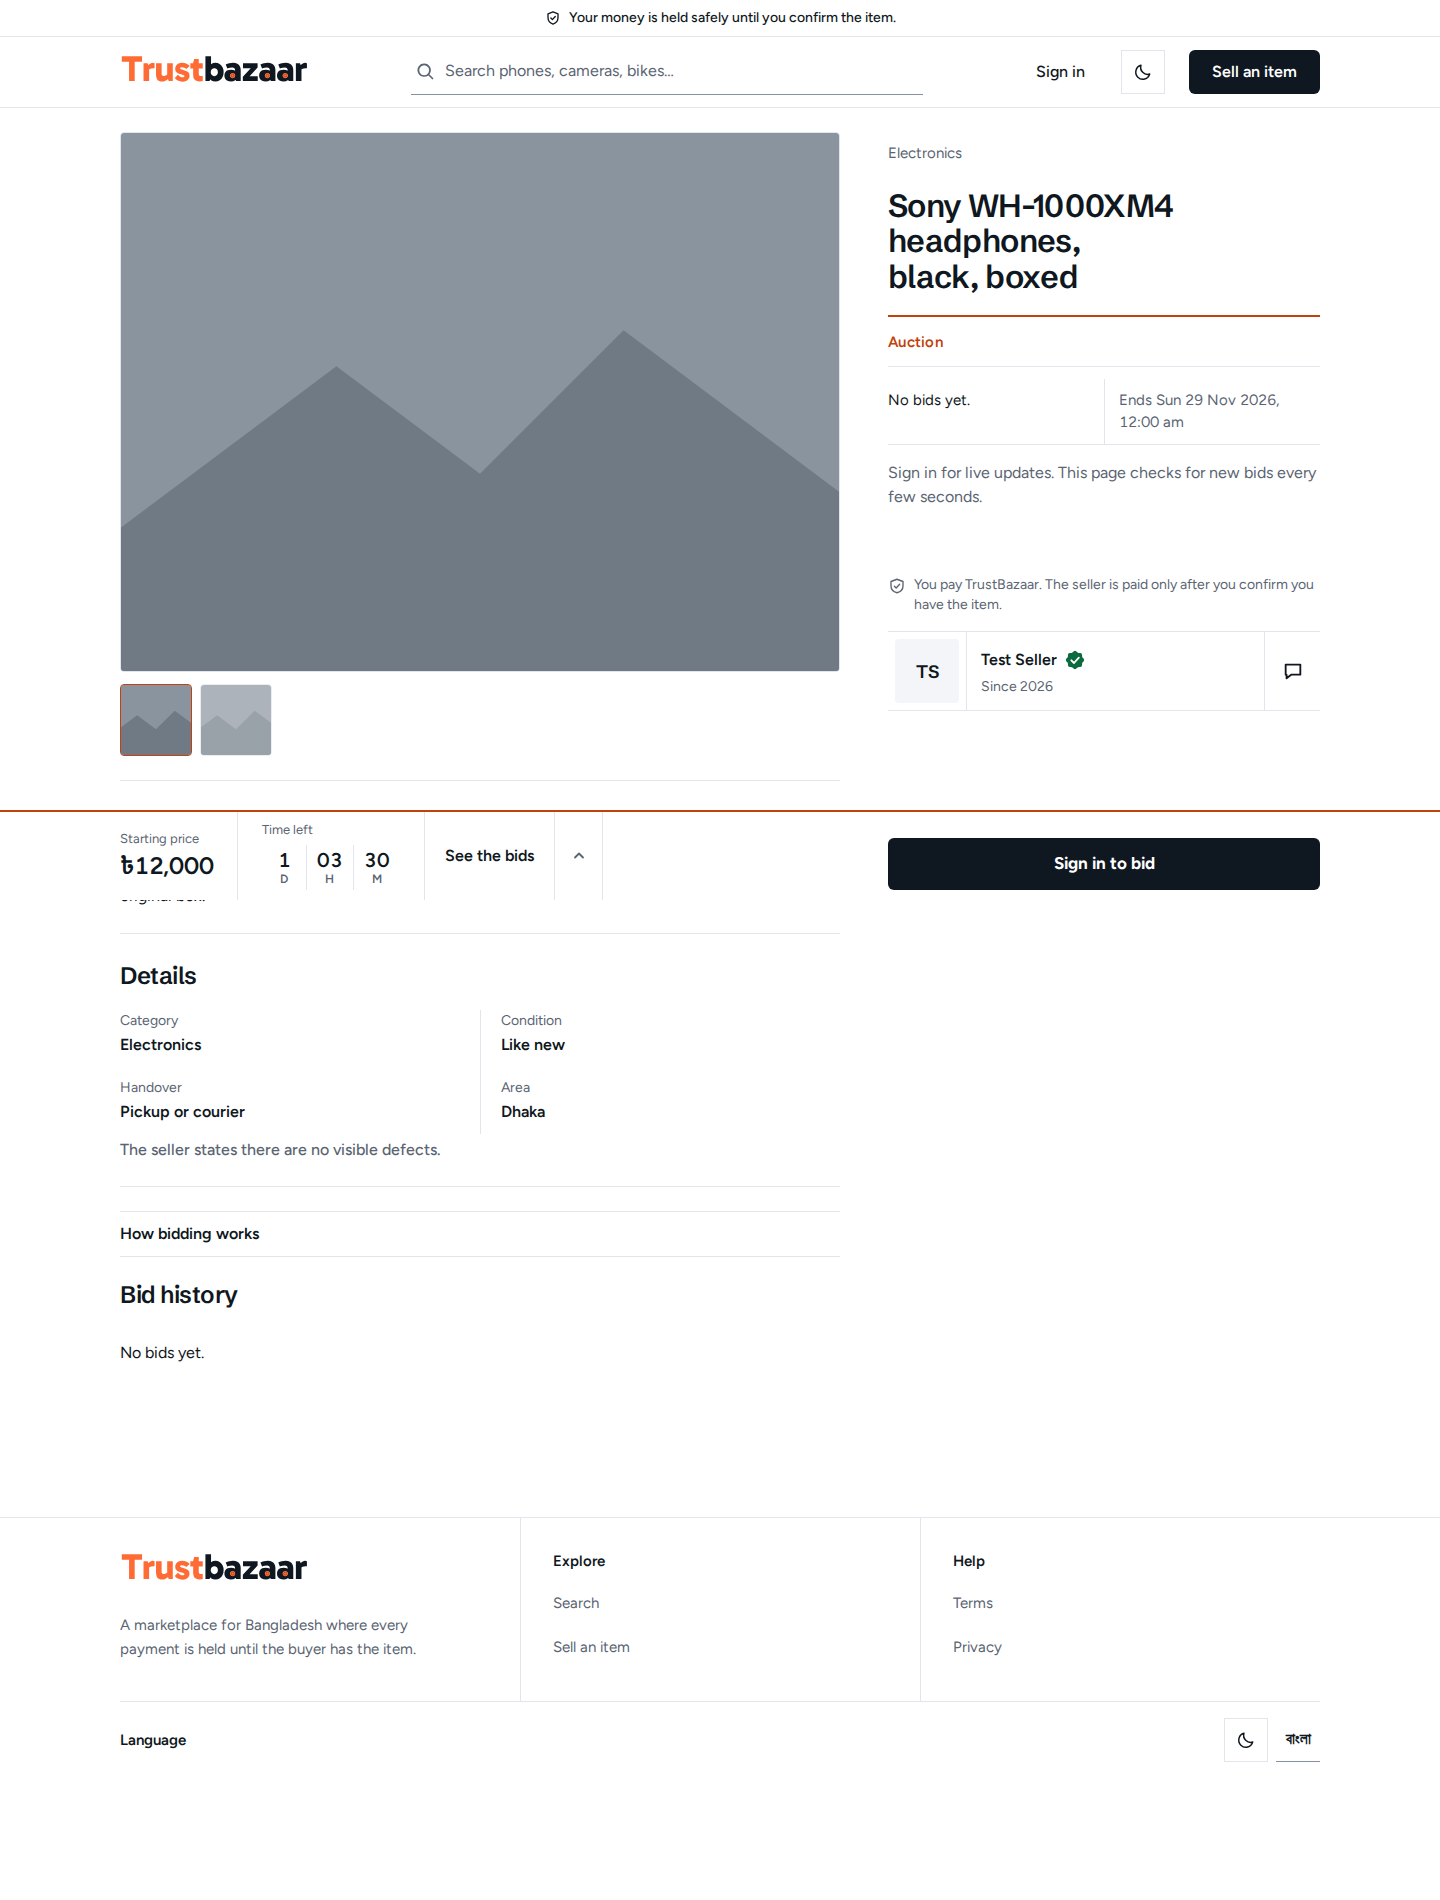 Your money is held safely until you confirm the item.
Trustbazaar
Search phones, cameras, bikes...
Sign in
Sell an item
Electronics
Sony WH-1000XM4
headphones,
black, boxed
Auction
No bids yet.
Ends Sun 29 Nov 2026,
12:00 am
Sign in for live updates. This page checks for new bids every
few seconds.
You pay TrustBazaar. The seller is paid only after you confirm you
have the item.
TS
Test Seller
Since 2026
Starting price
৳12,000
Time left
1 03 30
D H M
See the bids
Sign in to bid
Details
Category
Electronics
Condition
Like new
Handover
Pickup or courier
Area
Dhaka
The seller states there are no visible defects.
How bidding works
Bid history
No bids yet.
Trustbazaar
A marketplace for Bangladesh where every
payment is held until the buyer has the item.
Explore
Search
Sell an item
Help
Terms
Privacy
Language
বাংলা